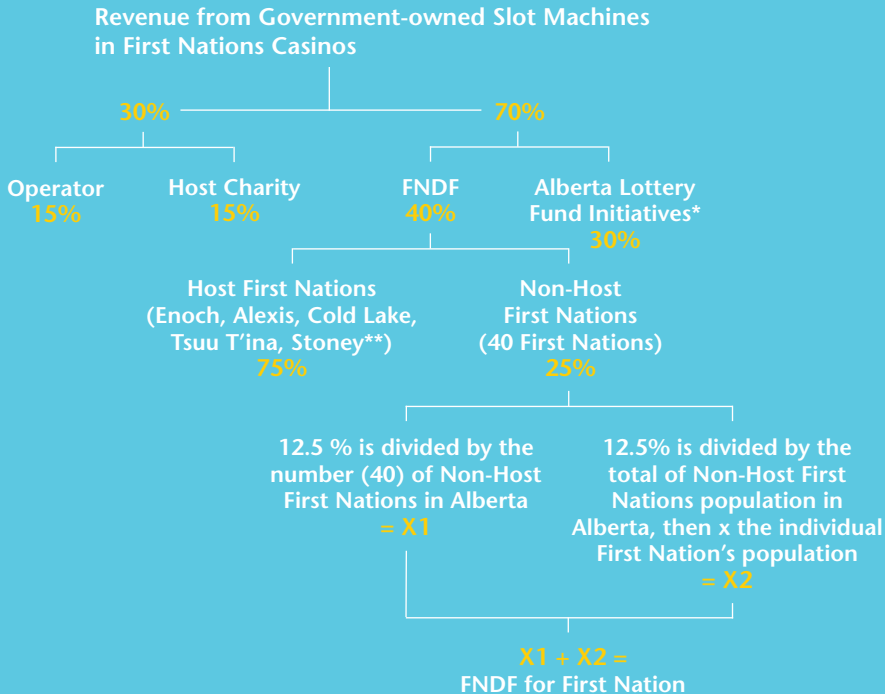 Revenue from Government-owned Slot Machines
in First Nations Casinos
30%
70%
Operator
15%
Host Charity
15%
FNDF
40%
Alberta Lottery
Fund Initiatives*
30%
Host First Nations
(Enoch, Alexis, Cold Lake,
Tsuu T’ina, Stoney**)
75%
Non-Host
First Nations
(40 First Nations)
25%
12.5 % is divided by the
number (40) of Non-Host
First Nations in Alberta
= X1
12.5% is divided by the
total of Non-Host First
Nations population in
Alberta, then x the individual
First Nation’s population
= X2
X1 + X2 =
FNDF for First Nation